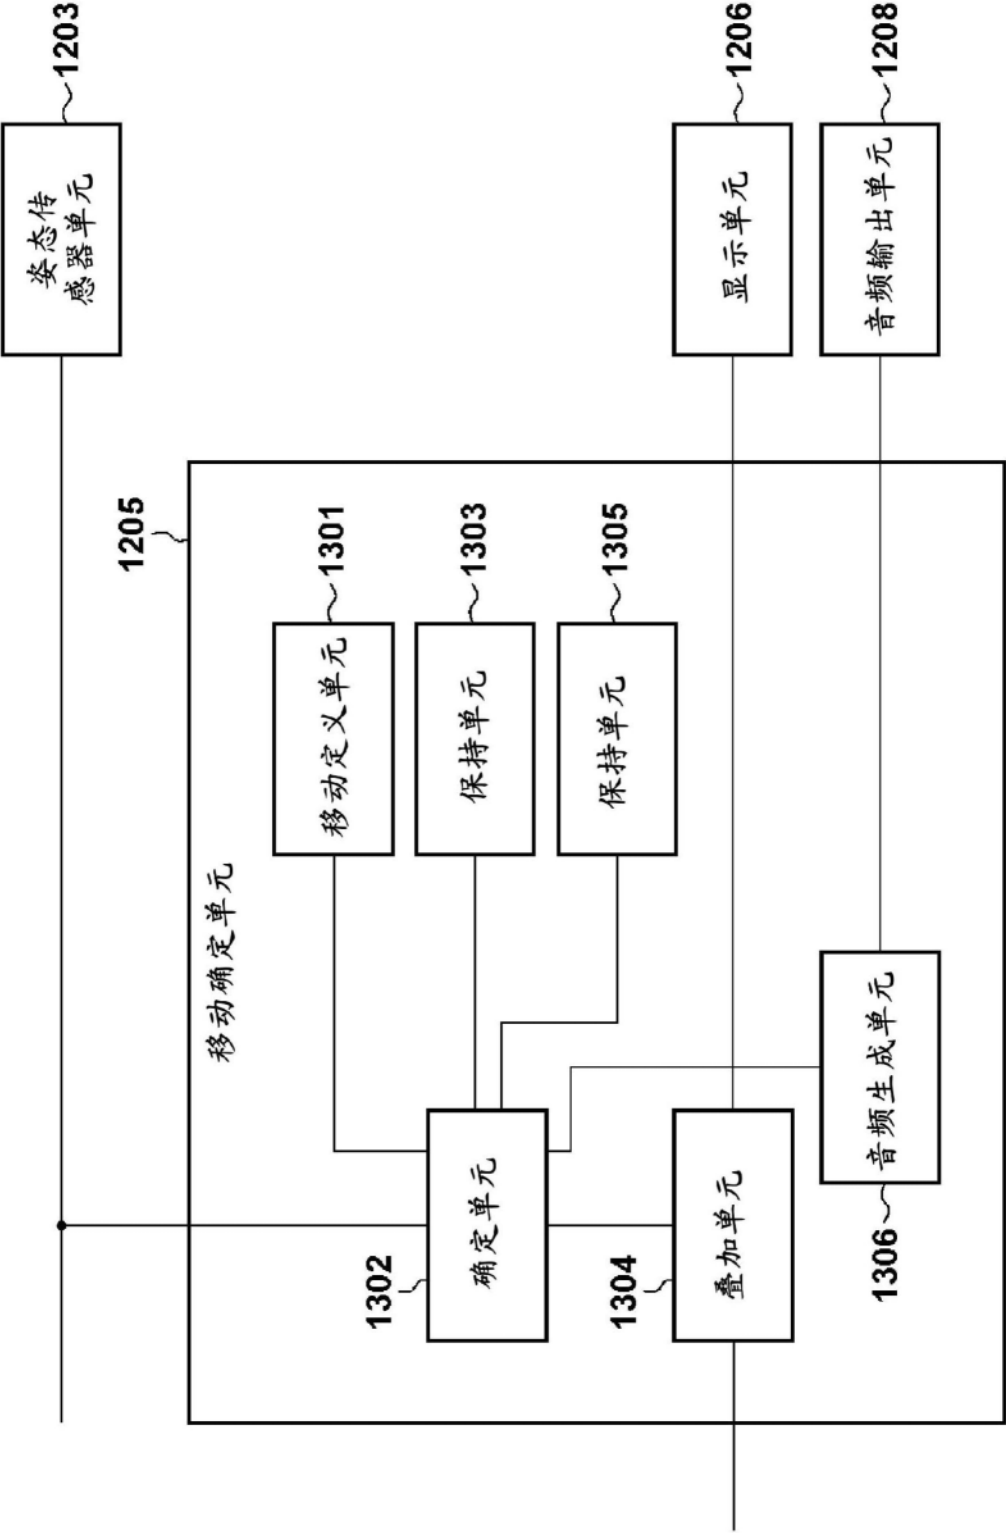 姿态传
感器单元
1203
1205
移动确定单元
移动定义单元
1301
1302
确定单元
保持单元
1303
保持单元
1305
1304
叠加单元
显示单元
1206
1306
音频生成单元
音频输出单元
1208